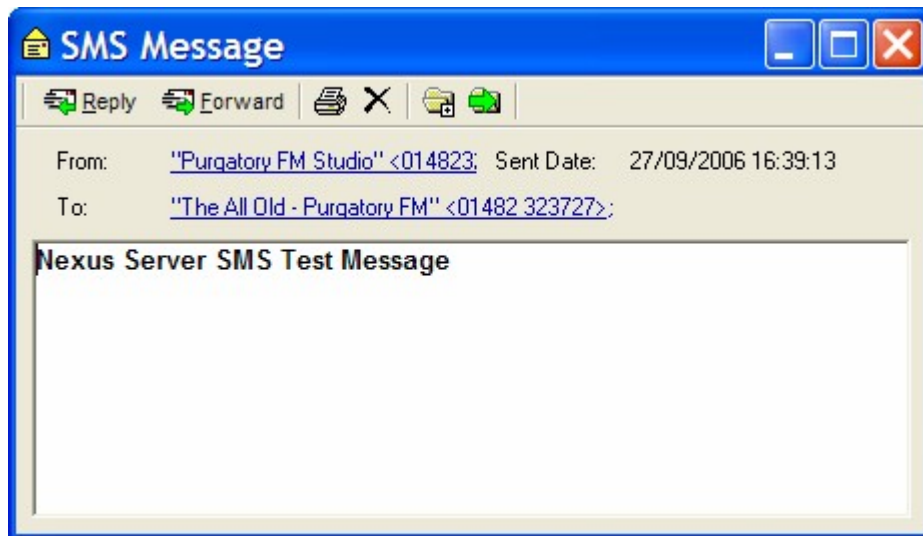 SMS Message
Reply Forward
From: "Purgatory FM Studio" <014823 Sent Date: 27/09/2006 16:39:13
To: "The All Old - Purgatory FM" <01482 323727>;
Nexus Server SMS Test Message